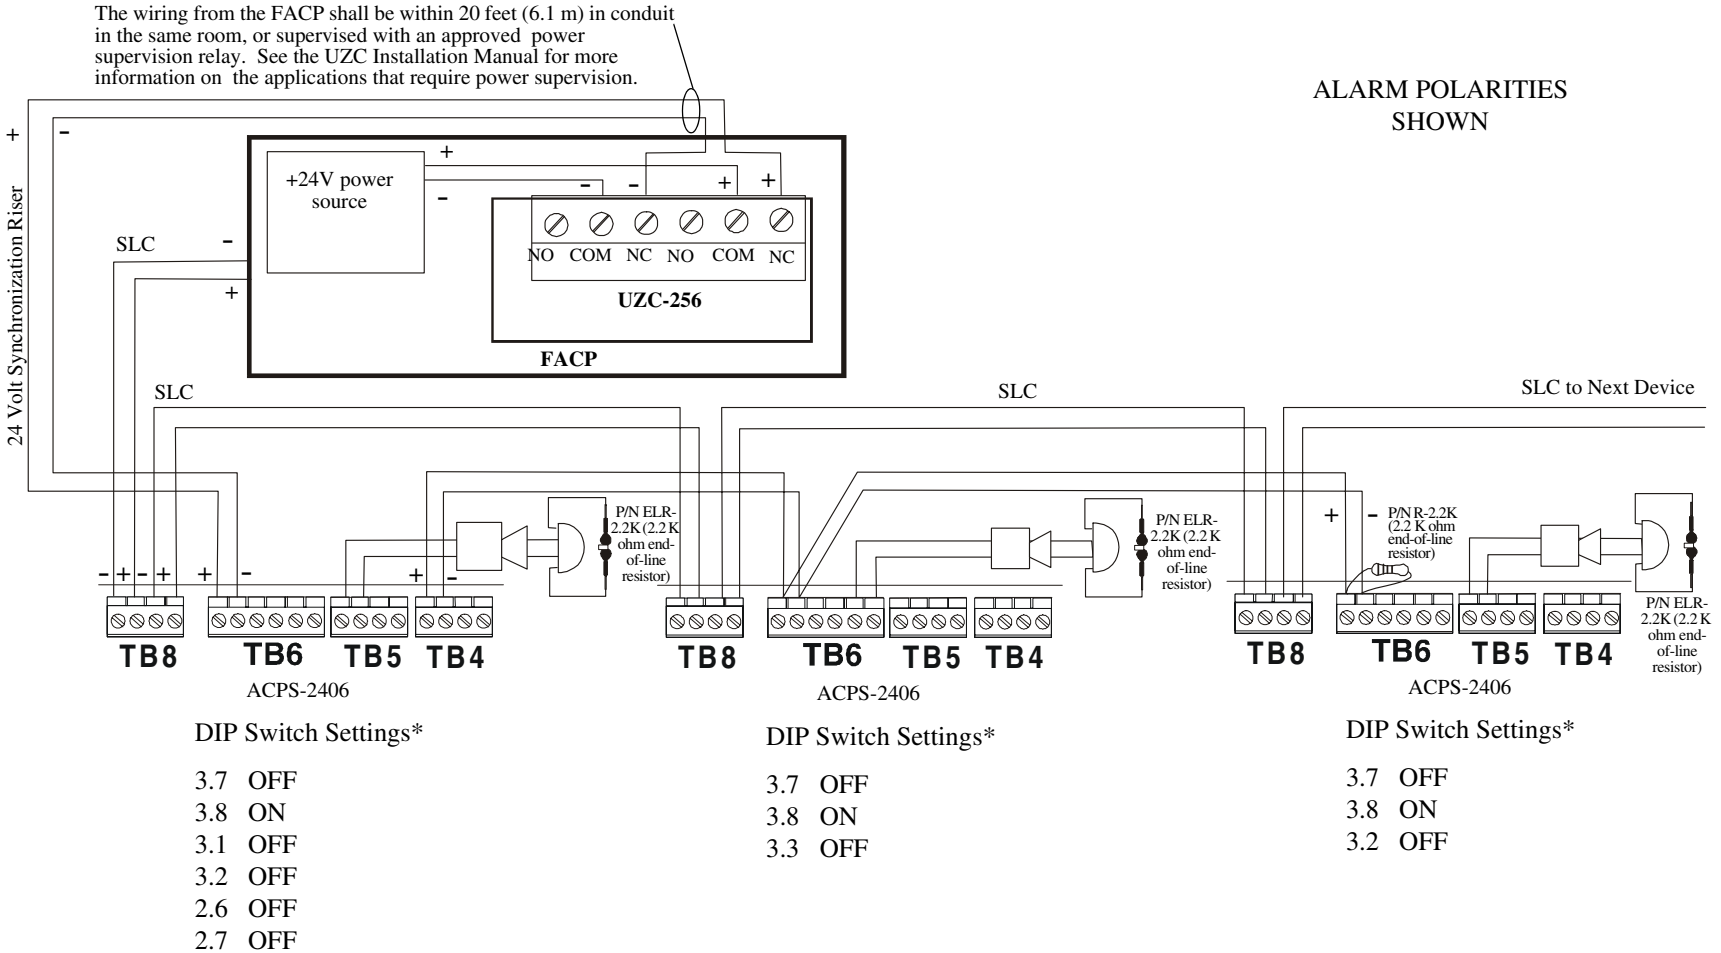 The wiring from the FACP shall be within 20 feet (6.1 m) in conduit
in the same room, or supervised with an approved power
supervision relay. See the UZC Installation Manual for more
information on the applications that require power supervision.
ALARM POLARITIES
SHOWN
+
-
24 Volt Synchronization Riser
+24V power
source
+
-
- - + +
NO COM NC NO COM NC
UZC-256
FACP
SLC
-
+
SLC
SLC
SLC to Next Device
- + - + + -
+ -
P/N ELR-
2.2K (2.2 K
ohm end-
of-line
resistor)
P/N ELR-
2.2K (2.2 K
ohm end-
of-line
resistor)
+ -
P/N R-2.2K
(2.2 K ohm
end-of-line
resistor)
P/N ELR-
2.2K (2.2 K
ohm end-
of-line
resistor)
TB8 TB6 TB5 TB4
ACPS-2406
TB8 TB6 TB5 TB4
ACPS-2406
TB8 TB6 TB5 TB4
ACPS-2406
DIP Switch Settings*
3.7 OFF
3.8 ON
3.1 OFF
3.2 OFF
2.6 OFF
2.7 OFF
DIP Switch Settings*
3.7 OFF
3.8 ON
3.3 OFF
DIP Switch Settings*
3.7 OFF
3.8 ON
3.2 OFF